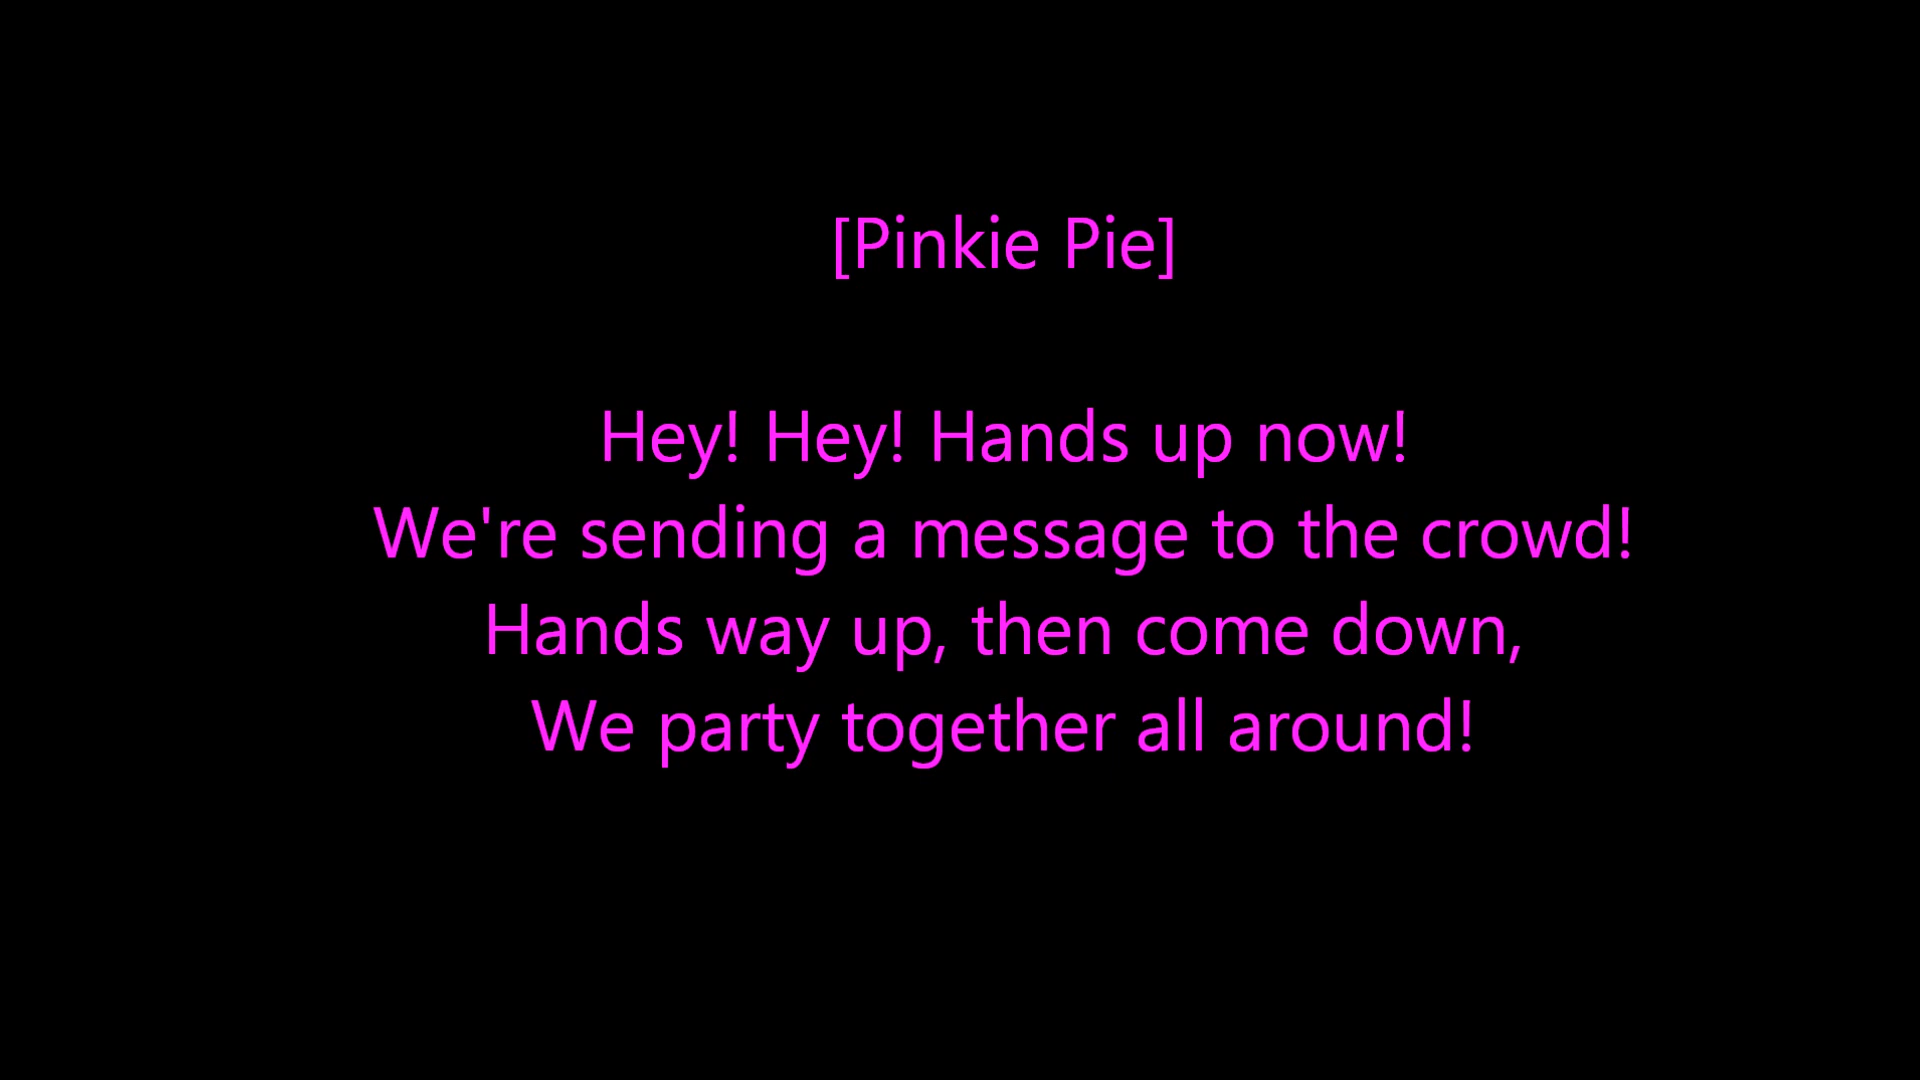 [Pinkie Pie]
Hey! Hey! Hands up now!
We're sending a message to the crowd!
Hands way up, then come down,
We party together all around!